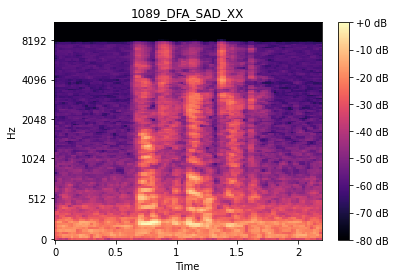 1089_DFA_SAD_XX
8192
4096
2048
1024
512
0
Hz
0
0.5
1
1.5
2
Time
+0 dB
-10 dB
-20 dB
-30 dB
-40 dB
-50 dB
-60 dB
-70 dB
-80 dB